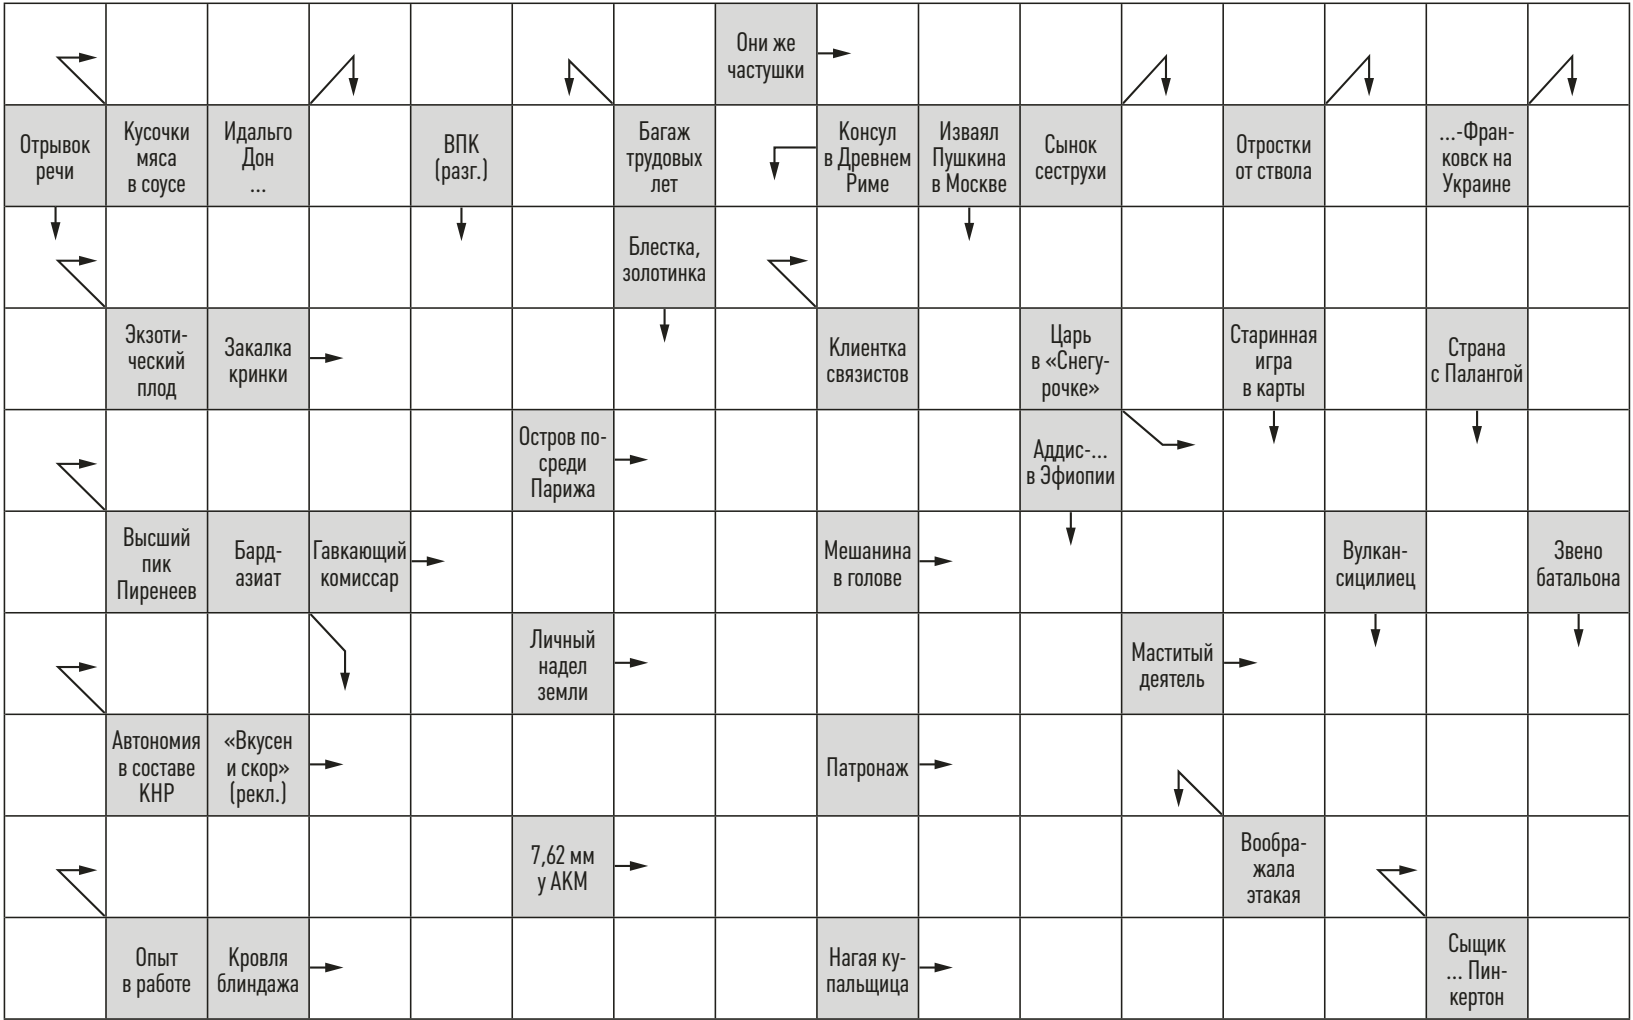 Они же
частушки
Отрывок
речи
Кусочки
мяса
в соусе
Идальго
Дон
...
ВПК
(разг.)
Багаж
трудовых
лет
Консул
в Древнем
Риме
Изваял
Пушкина
в Москве
Сынок
сеструхи
Отростки
от ствола
...-Фран-
ковск на
Украине
Блестка,
золотинка
Экзоти-
ческий
плод
Закалка
кринки
Клиентка
связистов
Царь
в «Снегу-
рочке»
Старинная
игра
в карты
Страна
с Палангой
Остров по-
среди
Парижа
Аддис-...
в Эфиопии
Высший
пик
Пиренеев
Бард-
азиат
Гавкающий
комиссар
Мешанина
в голове
Вулкан-
сицилиец
Звено
батальона
Личный
надел
земли
Маститый
деятель
Автономия
в составе
КНР
«Вкусен
и скор»
(рекл.)
Патронаж
7,62 мм
у АКМ
Вообра-
жала
этакая
Опыт
в работе
Кровля
блиндажа
Нагая ку-
пальщица
Сыщик
... Пин-
кертон